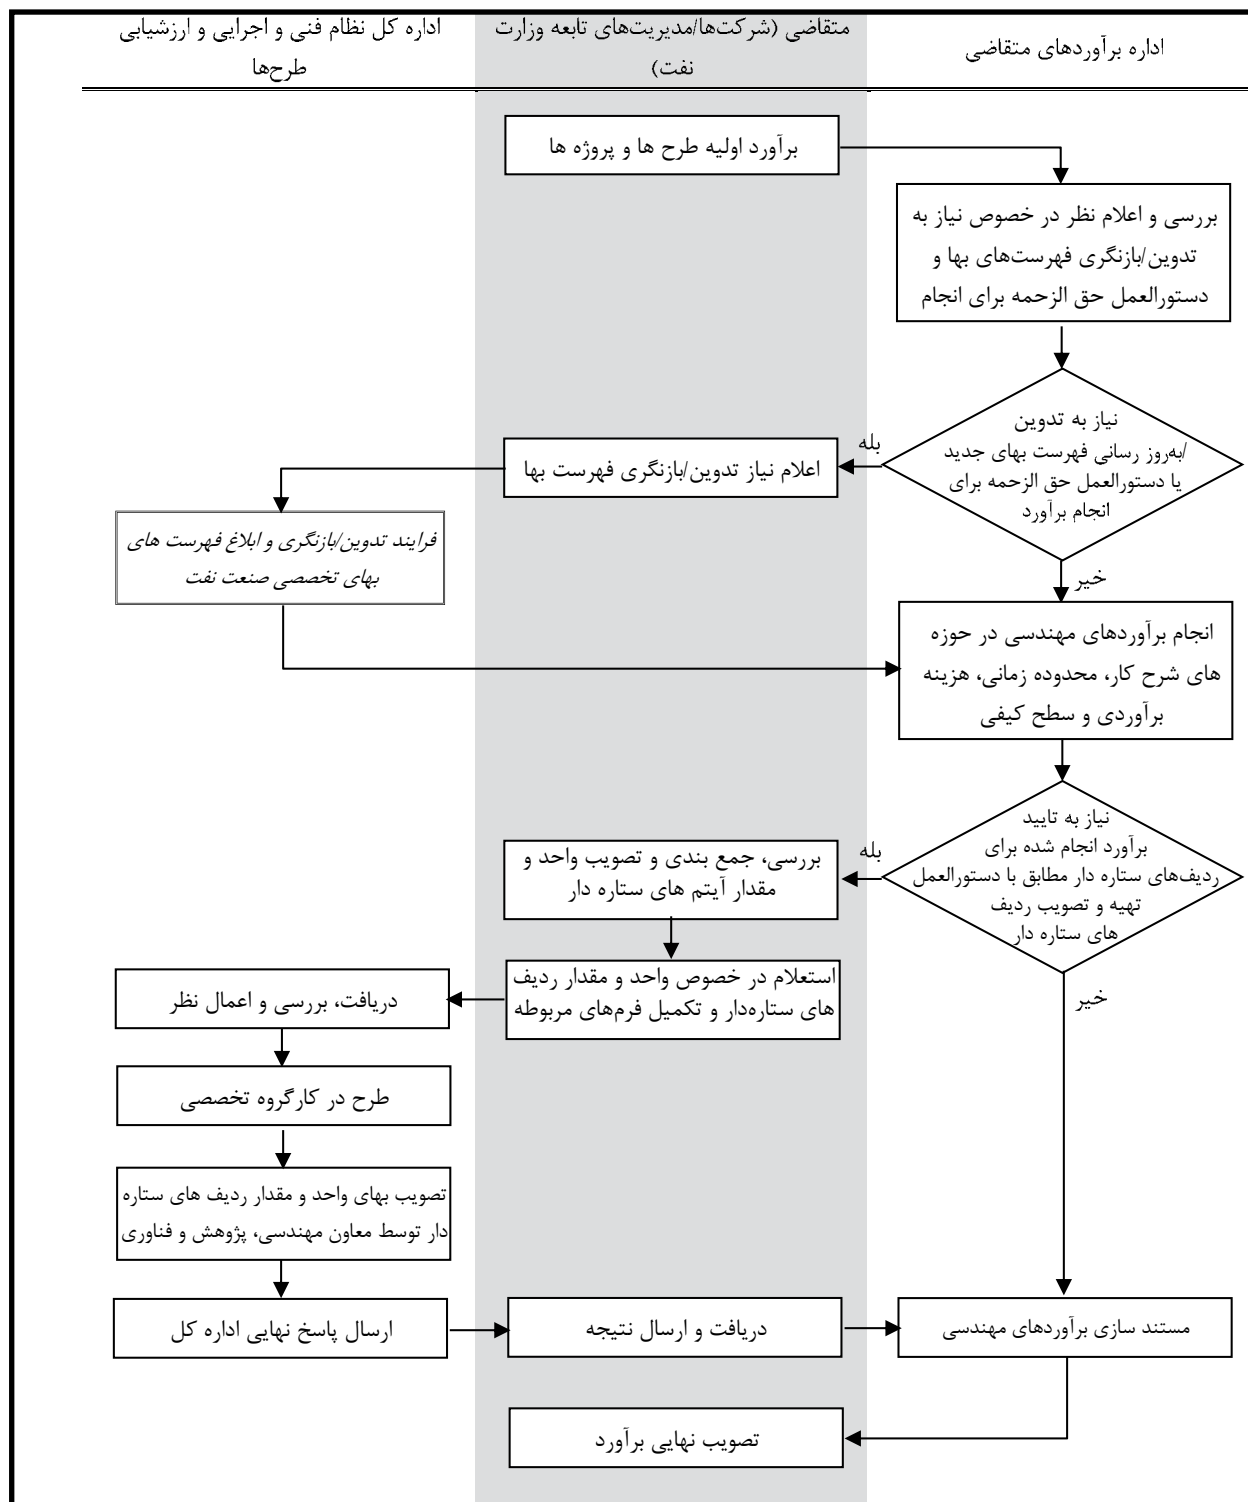 اداره برآوردهای متقاضی
متقاضی (شرکت‌ها/مدیریت‌های تابعه وزارت
نفت)
اداره کل نظام فنی و اجرایی و ارزشیابی
طرح‌ها
برآورد اولیه طرح ها و پروژه ها
بررسی و اعلام نظر در خصوص نیاز به
تدوین/بازنگری فهرست‌های بها و
دستورالعمل حق الزحمه برای انجام
نیاز به تدوین
/به‌روز رسانی فهرست بهای جدید
یا دستورالعمل حق الزحمه برای
انجام برآورد
بله
خیر
اعلام نیاز تدوین/بازنگری فهرست بها
فرایند تدوین/بازنگری و ابلاغ فهرست های
بهای تخصصی صنعت نفت
انجام برآوردهای مهندسی در حوزه
های شرح کار، محدوده زمانی، هزینه
برآوردی و سطح کیفی
نیاز به تایید
برآورد انجام شده برای
ردیف‌های ستاره دار مطابق با دستورالعمل
تهیه و تصویب ردیف
های ستاره دار
بله
خیر
بررسی، جمع بندی و تصویب واحد و
مقدار آیتم های ستاره دار
استعلام در خصوص واحد و مقدار ردیف
های ستاره‌دار و تکمیل فرم‌های مربوطه
دریافت، بررسی و اعمال نظر
طرح در کارگروه تخصصی
تصویب بهای واحد و مقدار ردیف های ستاره
دار توسط معاون مهندسی، پژوهش و فناوری
ارسال پاسخ نهایی اداره کل
دریافت و ارسال نتیجه
مستند سازی برآوردهای مهندسی
تصویب نهایی برآورد